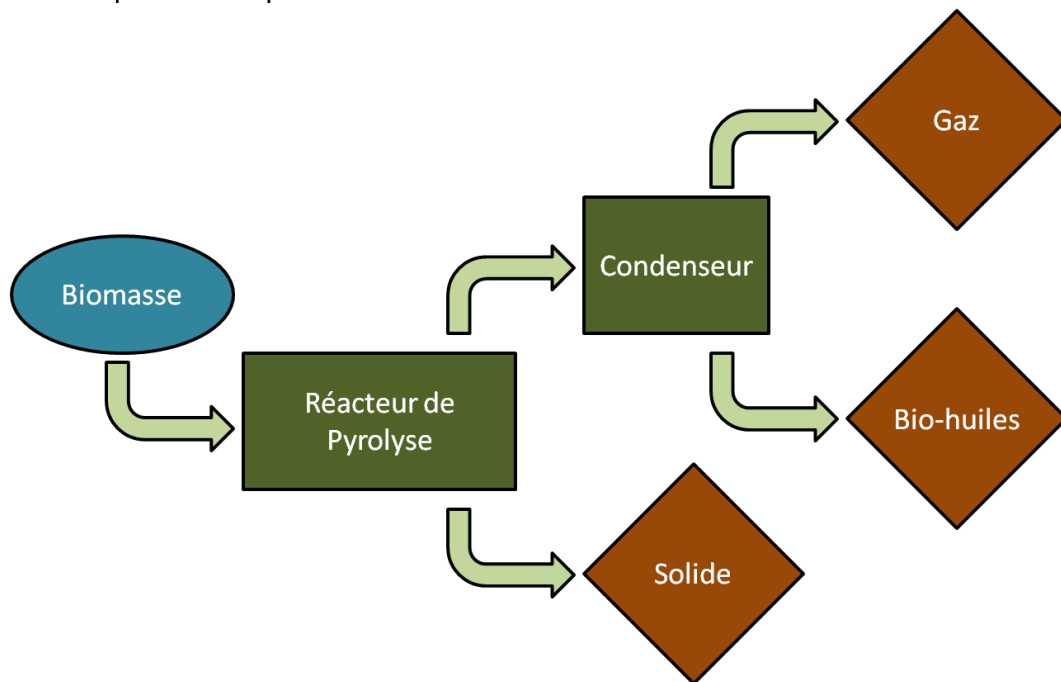 Gaz
Condenseur
Biomasse
Réacteur de
Pyrolyse
Bio-huiles
Solide